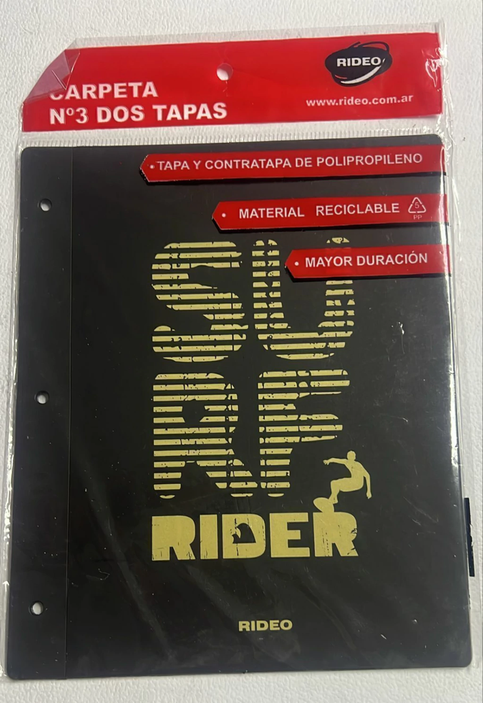 RIDEO
CARPETA
Nº3 DOS TAPAS
www.rideo.com.ar
• TAPA Y CONTRATAPA DE POLIPROPILENO
• MATERIAL RECICLABLE
5
PP
• MAYOR DURACIÓN
SU
RF
RIDER
RIDEO